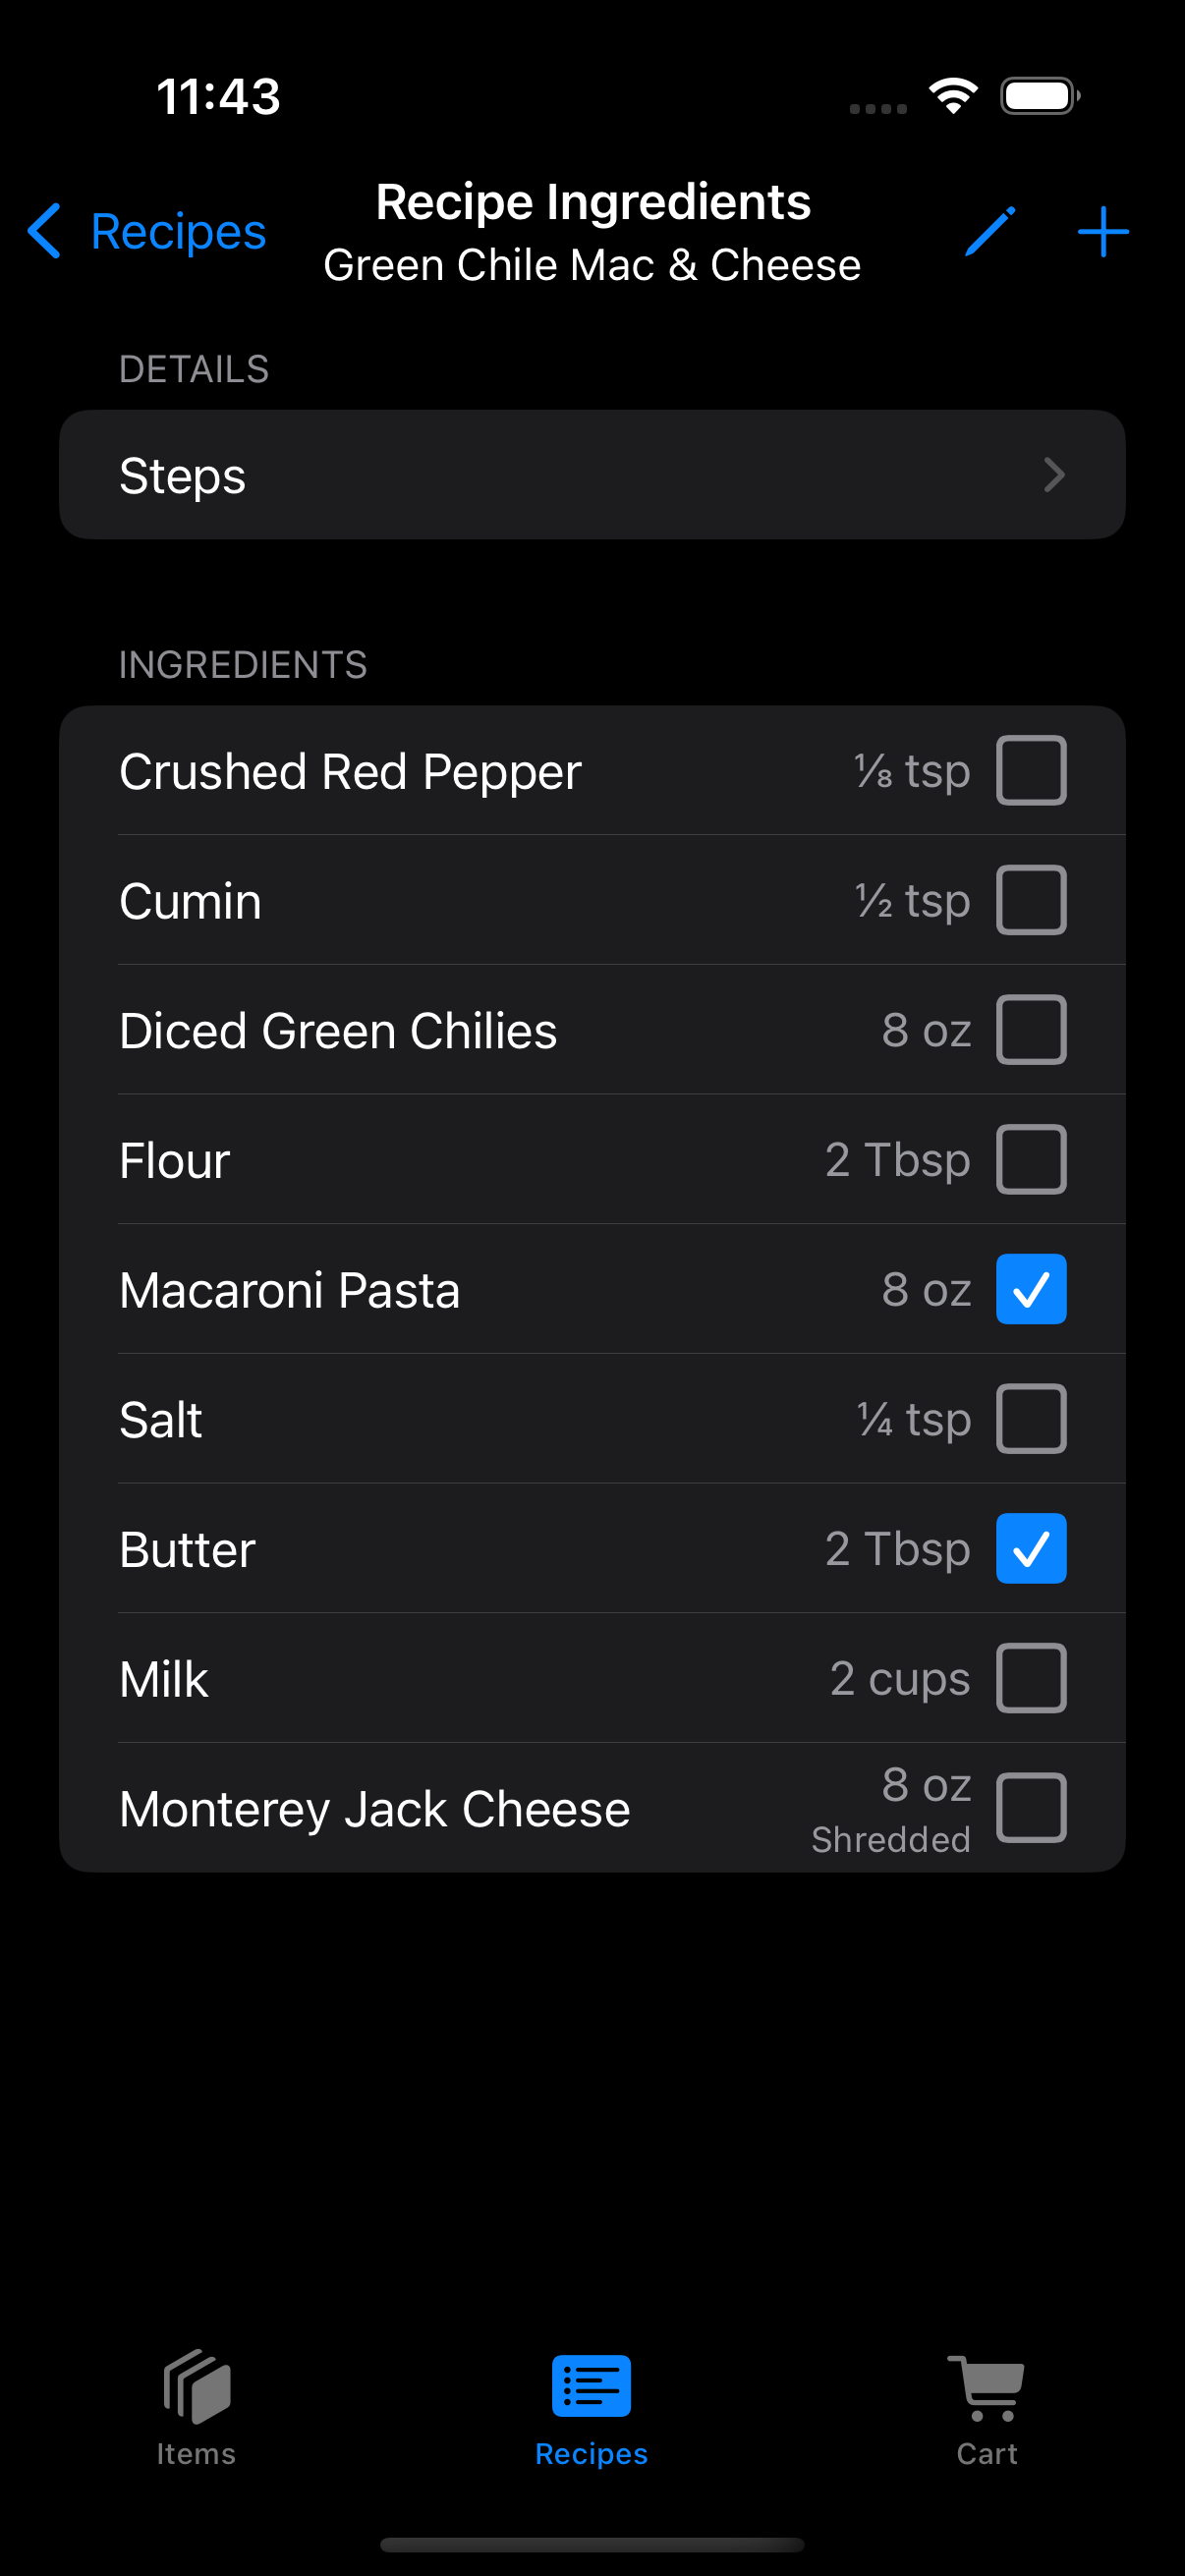 11:43
Recipes
Recipe Ingredients
Green Chile Mac & Cheese
DETAILS
Steps
INGREDIENTS
Crushed Red Pepper ⅛ tsp
Cumin ½ tsp
Diced Green Chilies 8 oz
Flour 2 Tbsp
Macaroni Pasta 8 oz
Salt ¼ tsp
Butter 2 Tbsp
Milk 2 cups
Monterey Jack Cheese 8 oz
Shredded
Items Recipes Cart